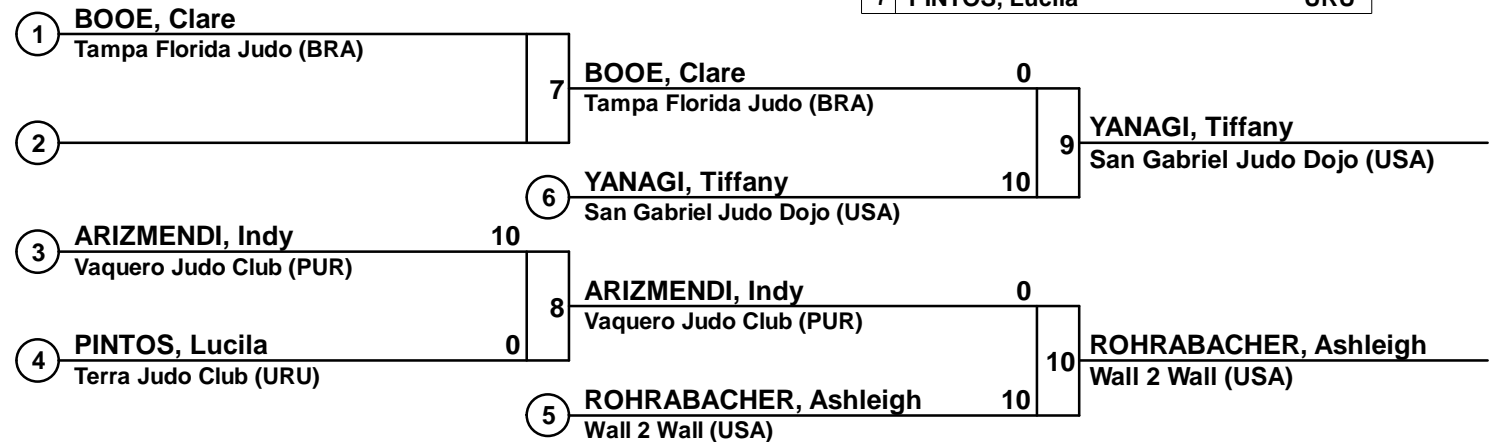 7 PINTOS, Lucila URU
1 BOOE, Clare
Tampa Florida Judo (BRA)
7 BOOE, Clare 0
Tampa Florida Judo (BRA)
2
9 YANAGI, Tiffany
San Gabriel Judo Dojo (USA)
6 YANAGI, Tiffany 10
San Gabriel Judo Dojo (USA)
3 ARIZMENDI, Indy 10
Vaquero Judo Club (PUR)
8 ARIZMENDI, Indy 0
Vaquero Judo Club (PUR)
4 PINTOS, Lucila 0
Terra Judo Club (URU)
10 ROHRABACHER, Ashleigh
Wall 2 Wall (USA)
5 ROHRABACHER, Ashleigh 10
Wall 2 Wall (USA)